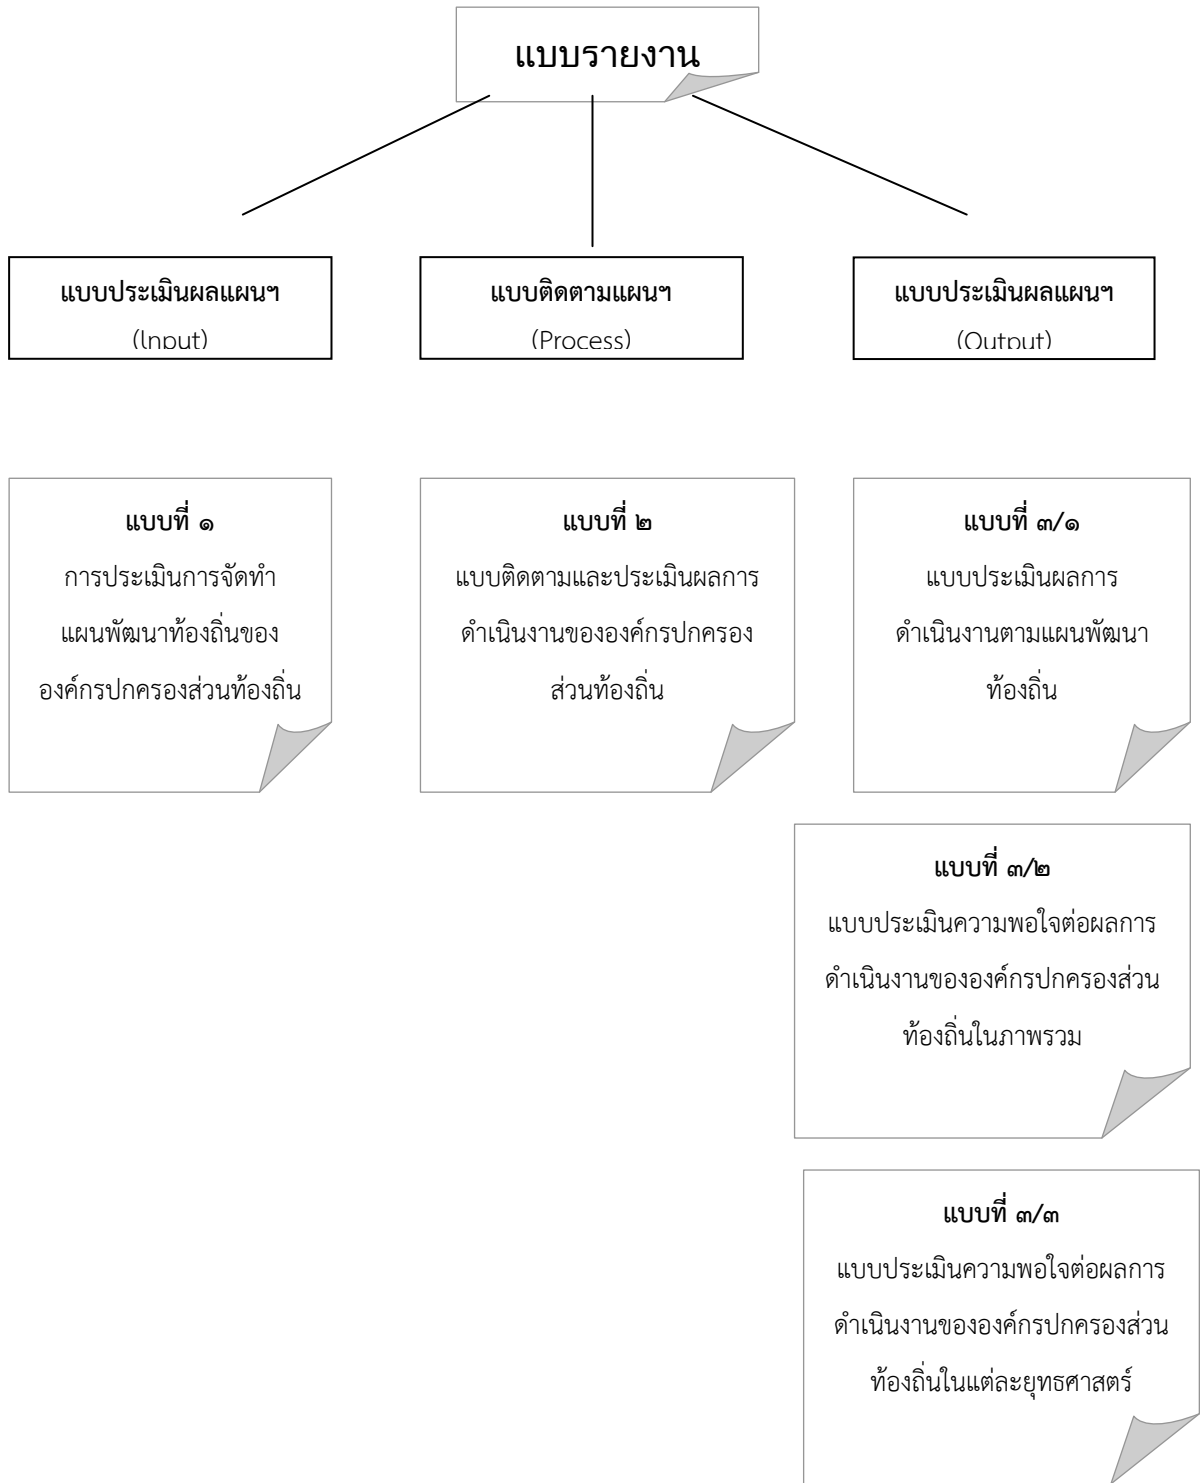 แบบรายงาน
แบบประเมินผลแผนฯ
(Input)
แบบติดตามแผนฯ
(Process)
แบบประเมินผลแผนฯ
(Output)
แบบที่ ๑
การประเมินการจัดทำ
แผนพัฒนาท้องถิ่นของ
องค์กรปกครองส่วนท้องถิ่น
แบบที่ ๒
แบบติดตามและประเมินผลการ
ดำเนินงานขององค์กรปกครอง
ส่วนท้องถิ่น
แบบที่ ๓/๑
แบบประเมินผลการ
ดำเนินงานตามแผนพัฒนา
ท้องถิ่น
แบบที่ ๓/๒
แบบประเมินความพอใจต่อผลการ
ดำเนินงานขององค์กรปกครองส่วน
ท้องถิ่นในภาพรวม
แบบที่ ๓/๓
แบบประเมินความพอใจต่อผลการ
ดำเนินงานขององค์กรปกครองส่วน
ท้องถิ่นในแต่ละยุทธศาสตร์